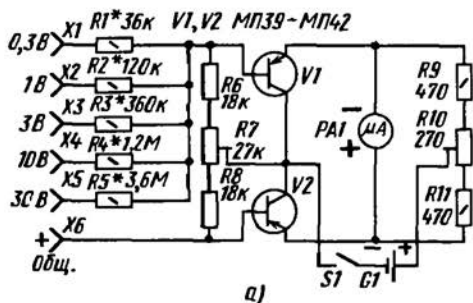 0,3В X1 R1* 36к V1, V2 МП39-МП42
1В X2 R2* 120к R6 18к V1 R9 470
3В X3 R3* 360к R7 27к PA1 μA R10 270
10В X4 R4* 1,2М R8 18к V2 R11 470
30В X5 R5* 3,6М
+ X6
Общ. S1 G1
− + − +
а)